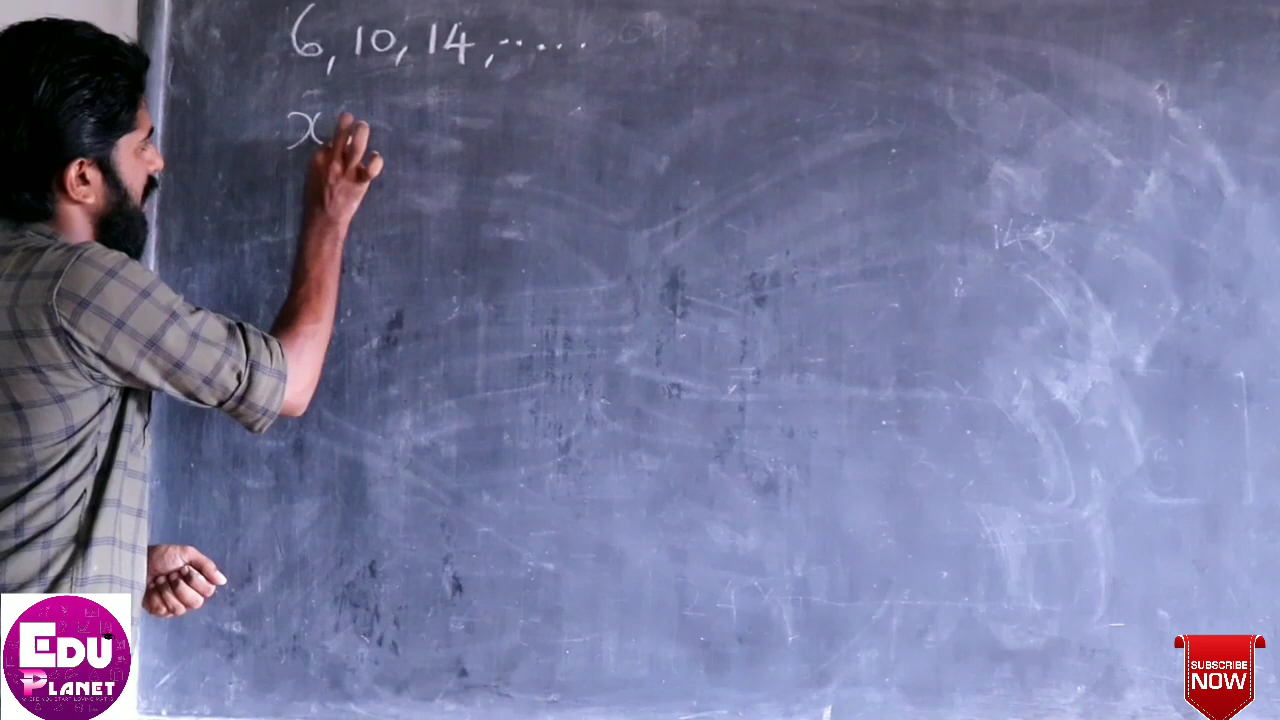 6, 10, 14, .....
x
EDU
PLANET
SUBSCRIBE
NOW